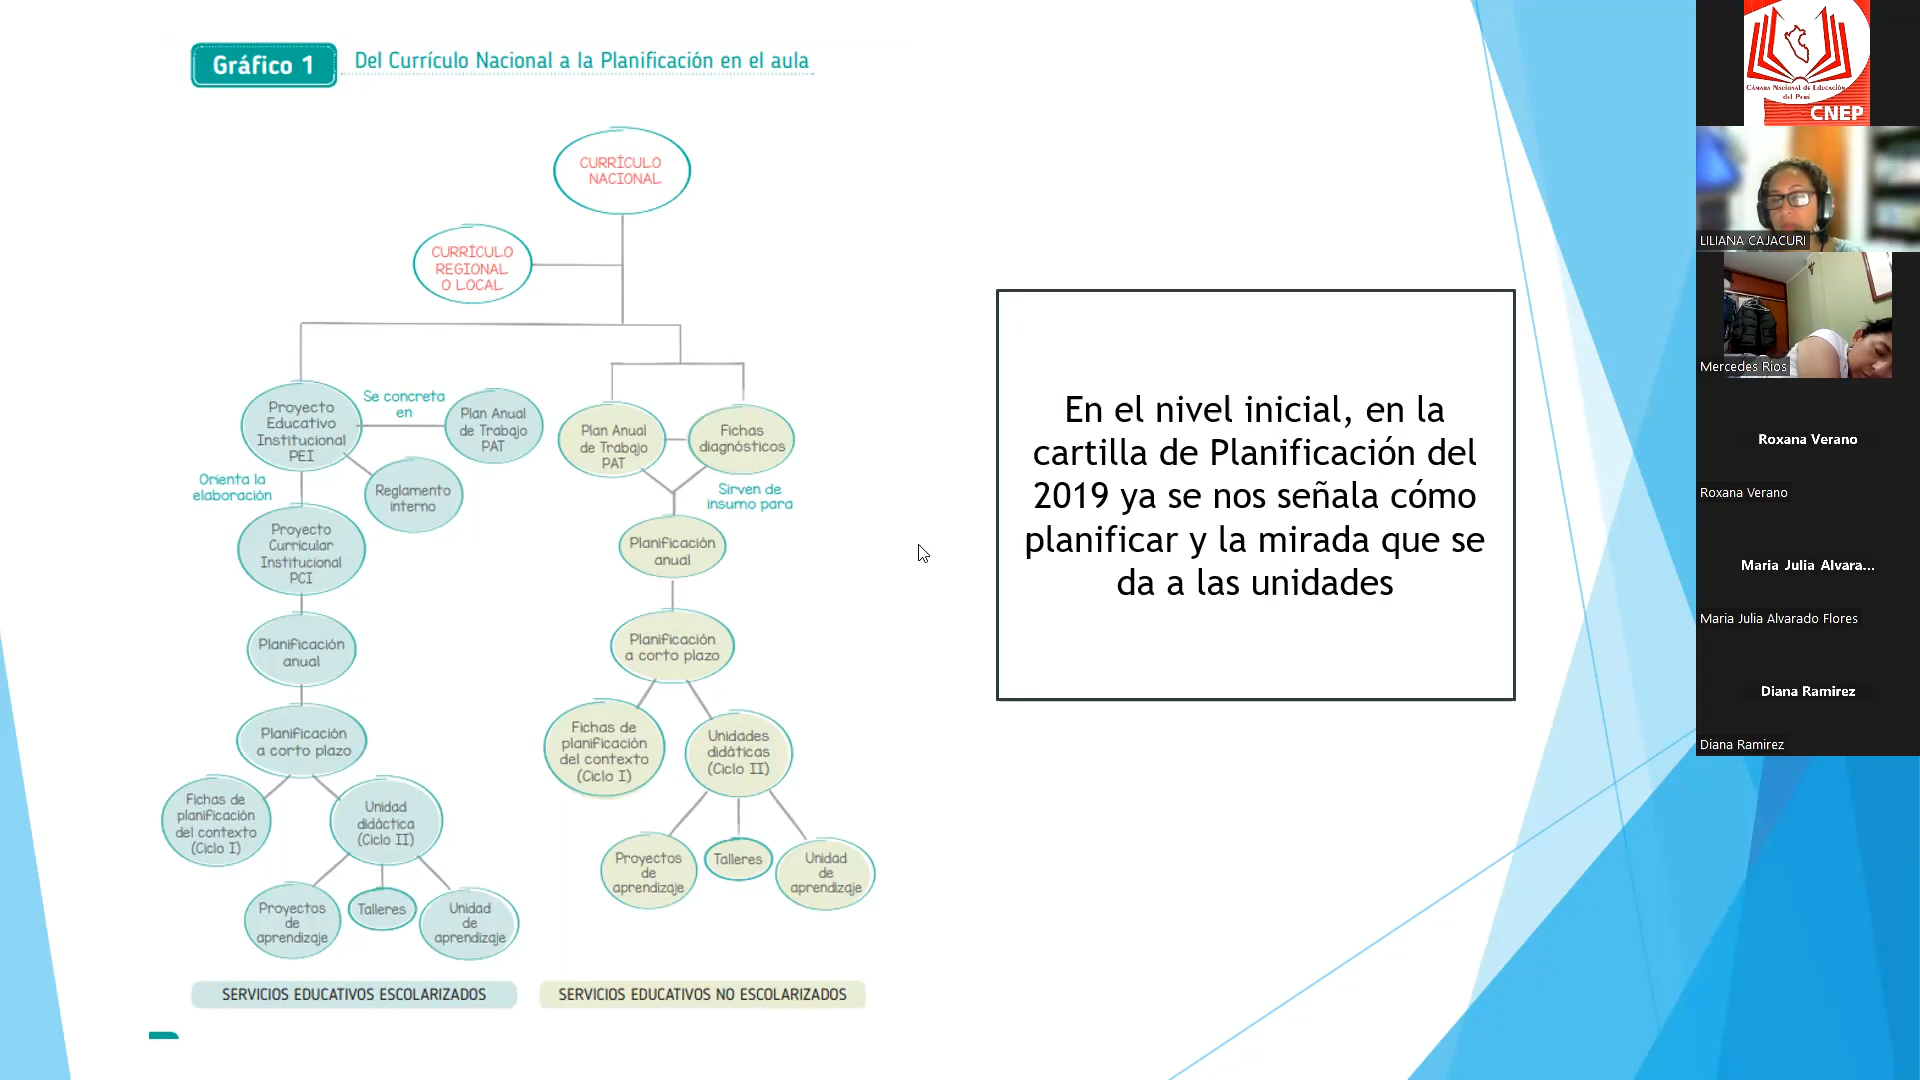 Gráfico 1
Del Currículo Nacional a la Planificación en el aula
CURRÍCULO
NACIONAL
CURRÍCULO
REGIONAL
O LOCAL
Proyecto
Educativo
Institucional
PEI
Se concreta
en
Plan Anual
de Trabajo
PAT
Reglamento
interno
Orienta la
elaboración
Proyecto
Curricular
Institucional
PCI
Planificación
anual
Planificación
a corto plazo
Fichas de
planificación
del contexto
(Ciclo I)
Unidad
didáctica
(Ciclo II)
Proyectos
de
aprendizaje
Talleres
Unidad
de
aprendizaje
SERVICIOS EDUCATIVOS ESCOLARIZADOS
Plan Anual
de Trabajo
PAT
Fichas
diagnósticos
Sirven de
insumo para
Planificación
anual
Planificación
a corto plazo
Fichas de
planificación
del contexto
(Ciclo I)
Unidades
didáticas
(Ciclo II)
Proyectos
de
aprendizaje
Talleres
Unidad
de
aprendizaje
SERVICIOS EDUCATIVOS NO ESCOLARIZADOS
En el nivel inicial, en la
cartilla de Planificación del
2019 ya se nos señala cómo
planificar y la mirada que se
da a las unidades
Cámara Nacional de Educación
del Perú
CNEP
LILIANA CAJACURI
Mercedes Rios
Roxana Verano
Roxana Verano
Maria Julia Alvara...
Maria Julia Alvarado Flores
Diana Ramirez
Diana Ramirez